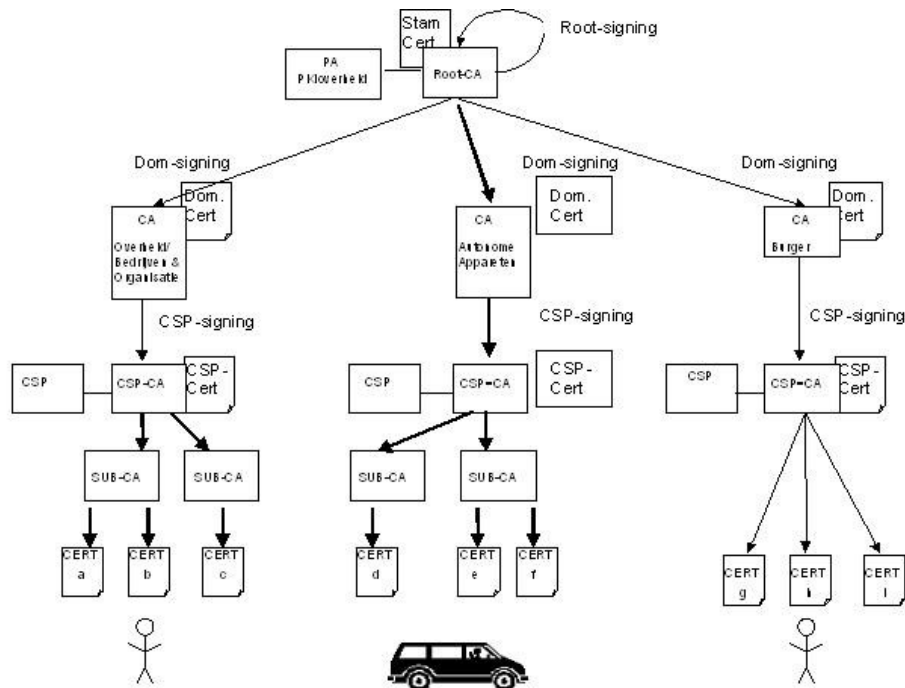 Stam
Cert
Root-signing
PA
PKIoverheid
Root-CA
Dom-signing
Dom-signing
Dom-signing
Dom.
Cert
Dom.
Cert
Dom.
Cert
CA
Overheid/
Bedrijven &
Organisatie
CA
Autonome
Apparaten
CA
Burger
CSP-signing
CSP-signing
CSP-signing
CSP
CSP-CA
CSP-
Cert
CSP
CSP=CA
CSP-
Cert
CSP
CSP=CA
CSP-
Cert
SUB-CA
SUB-CA
SUB-CA
SUB-CA
CERT
a
CERT
b
CERT
c
CERT
d
CERT
e
CERT
f
CERT
g
CERT
h
CERT